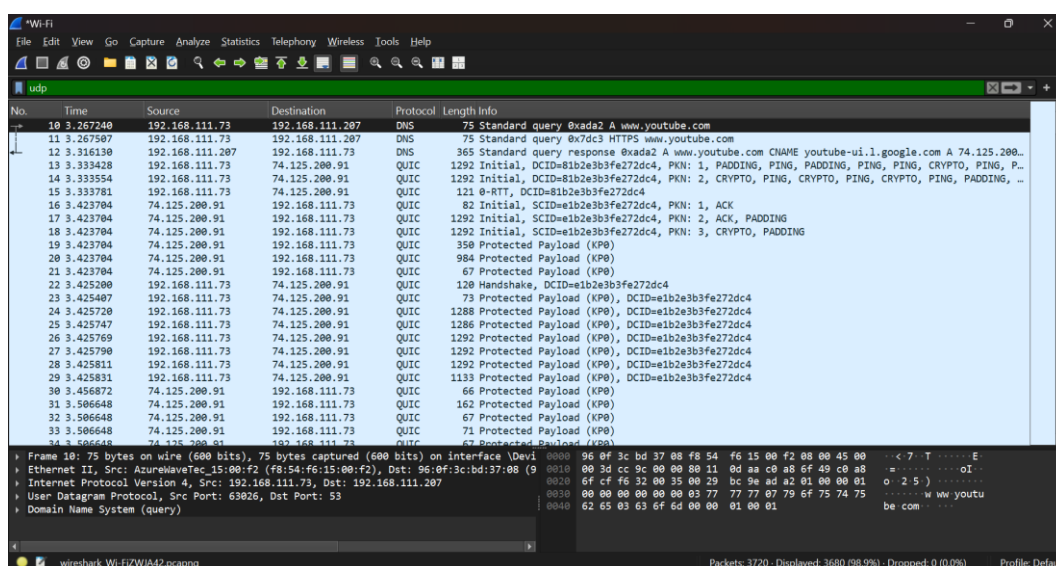 *Wi-Fi
File Edit View Go Capture Analyze Statistics Telephony Wireless Tools Help
udp
No. Time Source Destination Protocol Length Info
10 3.267240 192.168.111.73 192.168.111.207 DNS 75 Standard query 0xada2 A www.youtube.com
11 3.267507 192.168.111.73 192.168.111.207 DNS 75 Standard query 0x7dc3 HTTPS www.youtube.com
12 3.316130 192.168.111.207 192.168.111.73 DNS 365 Standard query response 0xada2 A www.youtube.com CNAME youtube-ui.l.google.com A 74.125.200…
13 3.333428 192.168.111.73 74.125.200.91 QUIC 1292 Initial, DCID=81b2e3b3fe272dc4, PKN: 1, PADDING, PING, PADDING, PING, PING, CRYPTO, PING, P…
14 3.333554 192.168.111.73 74.125.200.91 QUIC 1292 Initial, DCID=81b2e3b3fe272dc4, PKN: 2, CRYPTO, PING, CRYPTO, PING, CRYPTO, PING, PADDING, …
15 3.333781 192.168.111.73 74.125.200.91 QUIC 121 0-RTT, DCID=81b2e3b3fe272dc4
16 3.423704 74.125.200.91 192.168.111.73 QUIC 82 Initial, SCID=e1b2e3b3fe272dc4, PKN: 1, ACK
17 3.423704 74.125.200.91 192.168.111.73 QUIC 1292 Initial, SCID=e1b2e3b3fe272dc4, PKN: 2, ACK, PADDING
18 3.423704 74.125.200.91 192.168.111.73 QUIC 1292 Initial, SCID=e1b2e3b3fe272dc4, PKN: 3, CRYPTO, PADDING
19 3.423704 74.125.200.91 192.168.111.73 QUIC 350 Protected Payload (KP0)
20 3.423704 74.125.200.91 192.168.111.73 QUIC 984 Protected Payload (KP0)
21 3.423704 74.125.200.91 192.168.111.73 QUIC 67 Protected Payload (KP0)
22 3.425200 192.168.111.73 74.125.200.91 QUIC 120 Handshake, DCID=e1b2e3b3fe272dc4
23 3.425407 192.168.111.73 74.125.200.91 QUIC 73 Protected Payload (KP0), DCID=e1b2e3b3fe272dc4
24 3.425720 192.168.111.73 74.125.200.91 QUIC 1288 Protected Payload (KP0), DCID=e1b2e3b3fe272dc4
25 3.425747 192.168.111.73 74.125.200.91 QUIC 1286 Protected Payload (KP0), DCID=e1b2e3b3fe272dc4
26 3.425769 192.168.111.73 74.125.200.91 QUIC 1292 Protected Payload (KP0), DCID=e1b2e3b3fe272dc4
27 3.425790 192.168.111.73 74.125.200.91 QUIC 1292 Protected Payload (KP0), DCID=e1b2e3b3fe272dc4
28 3.425811 192.168.111.73 74.125.200.91 QUIC 1292 Protected Payload (KP0), DCID=e1b2e3b3fe272dc4
29 3.425831 192.168.111.73 74.125.200.91 QUIC 1133 Protected Payload (KP0), DCID=e1b2e3b3fe272dc4
30 3.456872 74.125.200.91 192.168.111.73 QUIC 66 Protected Payload (KP0)
31 3.506648 74.125.200.91 192.168.111.73 QUIC 162 Protected Payload (KP0)
32 3.506648 74.125.200.91 192.168.111.73 QUIC 67 Protected Payload (KP0)
33 3.506648 74.125.200.91 192.168.111.73 QUIC 71 Protected Payload (KP0)
34 3.506648 74.125.200.91 192.168.111.73 QUIC 67 Protected Payload (KP0)
Frame 10: 75 bytes on wire (600 bits), 75 bytes captured (600 bits) on interface \Devi
Ethernet II, Src: AzureWaveTec_15:00:f2 (f8:54:f6:15:00:f2), Dst: 96:0f:3c:bd:37:08 (9
Internet Protocol Version 4, Src: 192.168.111.73, Dst: 192.168.111.207
User Datagram Protocol, Src Port: 63026, Dst Port: 53
Domain Name System (query)
0000 96 0f 3c bd 37 08 f8 54 f6 15 00 f2 08 00 45 00 ··<·7··T ······E·
0010 00 3d cc 9c 00 00 80 11 0d aa c0 a8 6f 49 c0 a8 ·=······ ····oI··
0020 6f cf f6 32 00 35 00 29 bc 9e ad a2 01 00 00 01 o··2·5·) ········
0030 00 00 00 00 00 00 03 77 77 77 07 79 6f 75 74 75 ·······w ww·youtu
0040 62 65 03 63 6f 6d 00 00 01 00 01 be·com·· ···
wireshark_Wi-FiZWJA42.pcapng Packets: 3720 · Displayed: 3680 (98.9%) · Dropped: 0 (0.0%) Profile: Defau